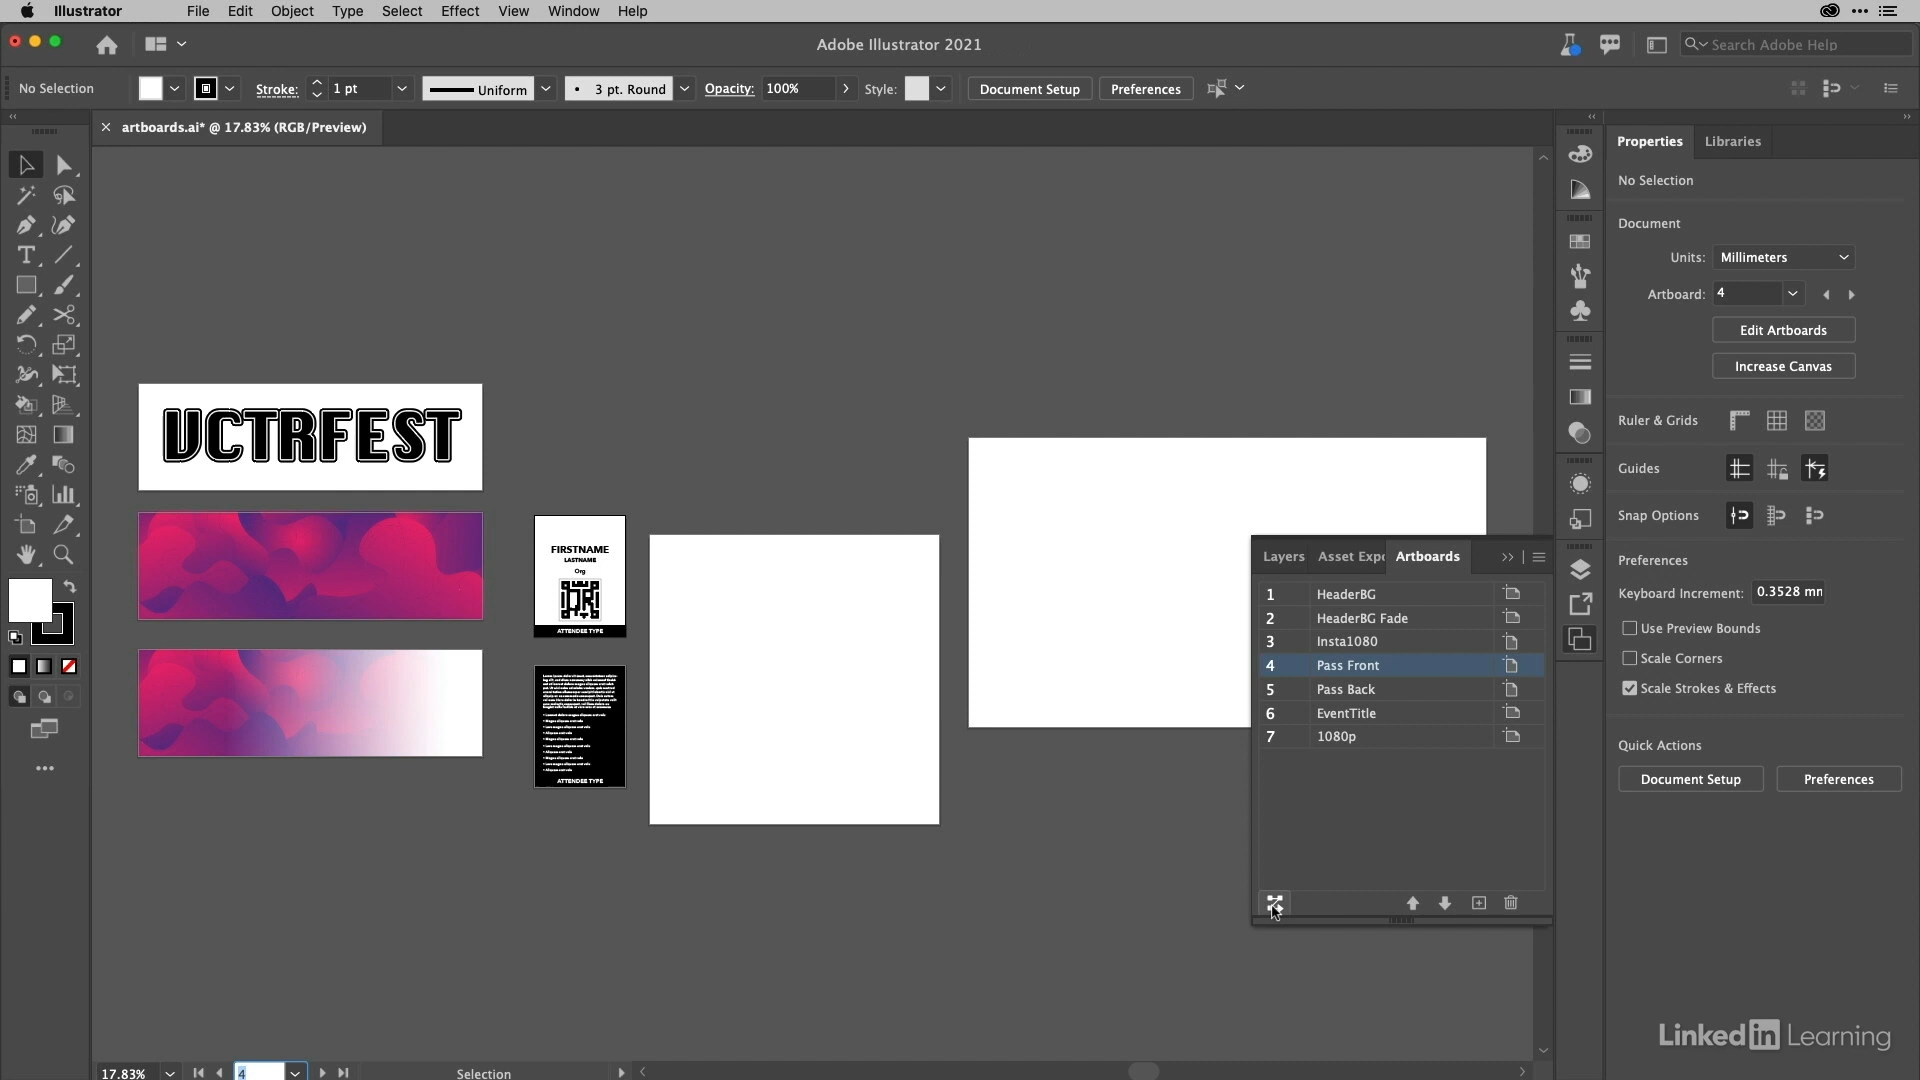 Illustrator File Edit Object Type Select Effect View Window Help
Adobe Illustrator 2021
Search Adobe Help
No Selection Stroke: 1 pt Uniform 3 pt. Round Opacity: 100% Style: Document Setup Preferences
artboards.ai* @ 17.83% (RGB/Preview)
VCTRFEST
FIRSTNAME
LASTNAME
Org
ATTENDEE TYPE
ATTENDEE TYPE
Layers Asset Expo Artboards
1 HeaderBG
2 HeaderBG Fade
3 Insta1080
4 Pass Front
5 Pass Back
6 EventTitle
7 1080p
Properties Libraries
No Selection
Document
Units: Millimeters
Artboard: 4
Edit Artboards
Increase Canvas
Ruler & Grids
Guides
Snap Options
Preferences
Keyboard Increment: 0.3528 mm
Use Preview Bounds
Scale Corners
Scale Strokes & Effects
Quick Actions
Document Setup Preferences
17.83% 4 Selection
Linked in Learning